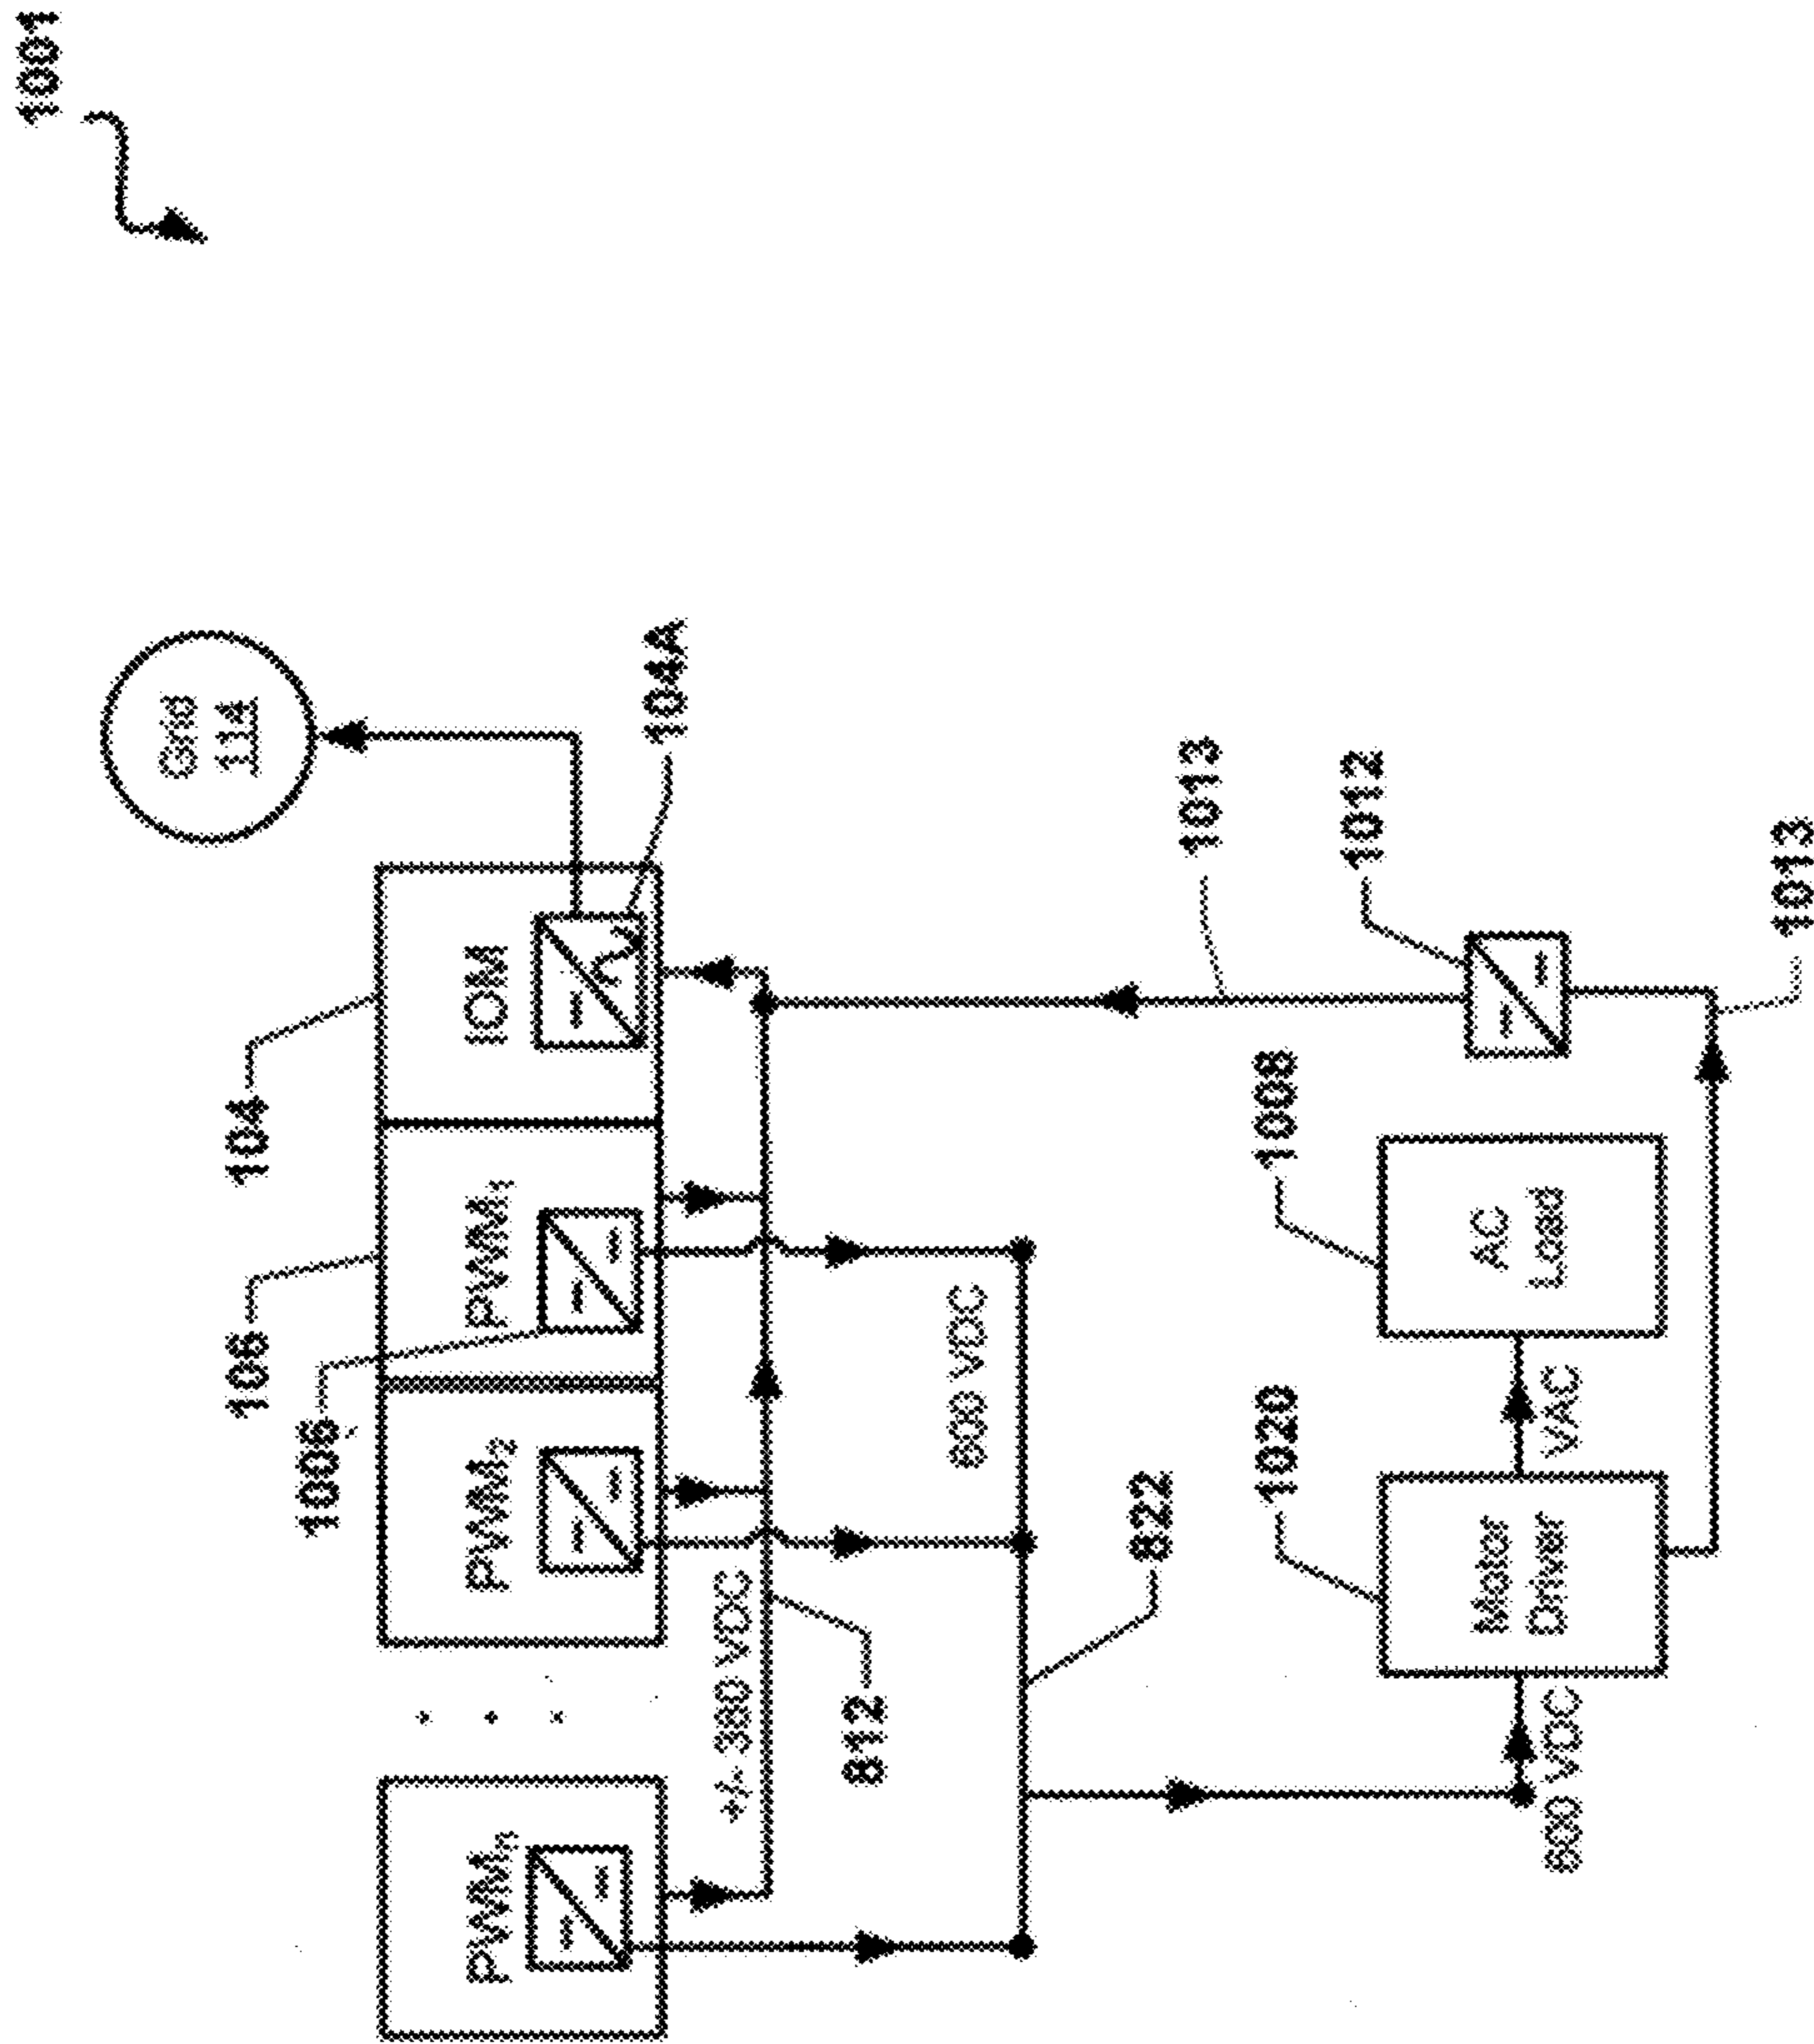 1001
Grid
114
106
104
1006
PWMₙ
PWM₂
PWM₁
IOM
104A
+/- 380 VDC
812
600 VDC
822
1013
1020
1008
1012
Motor
Driver
AC
Load
600 VDC
VAC
1013